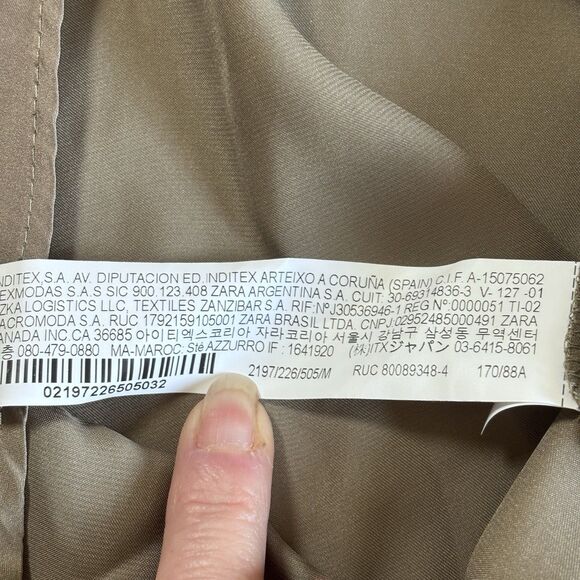 NDITEX,S.A. AV. DIPUTACION ED.INDITEX ARTEIXO A CORUÑA (SPAIN) C.I.F. A-15075062
EXMODAS S.A.S SIC 900.123.408 ZARA ARGENTINA S.A. CUIT: 30-69314836-3 V- 127 -01
ZKA LOGISTICS LLC, TEXTILES ZANZIBAR S.A. RIF:Nº J30536946-1 REG Nº:0000051 TI-02
ACROMODA S.A. RUC 1792159105001 ZARA BRASIL LTDA. CNPJ:02952485000491 ZARA
ANADA INC.CA 36685 아이티엑스코리아 자라코리아 서울시 강남구 삼성동 무역센터
층 080-479-0880 MA-MAROC: Sté AZZURRO IF : 1641920 (株)ITXジャパン 03-6415-8061
02197226505032 2197/226/505/M RUC 80089348-4 170/88A